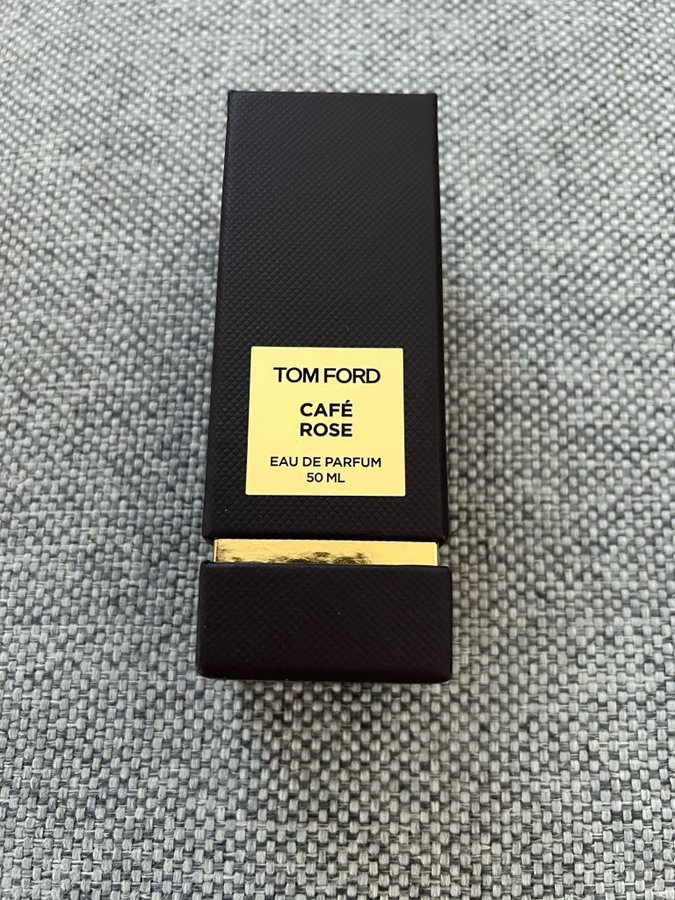 TOM FORD
CAFÉ
ROSE
EAU DE PARFUM
50 ML